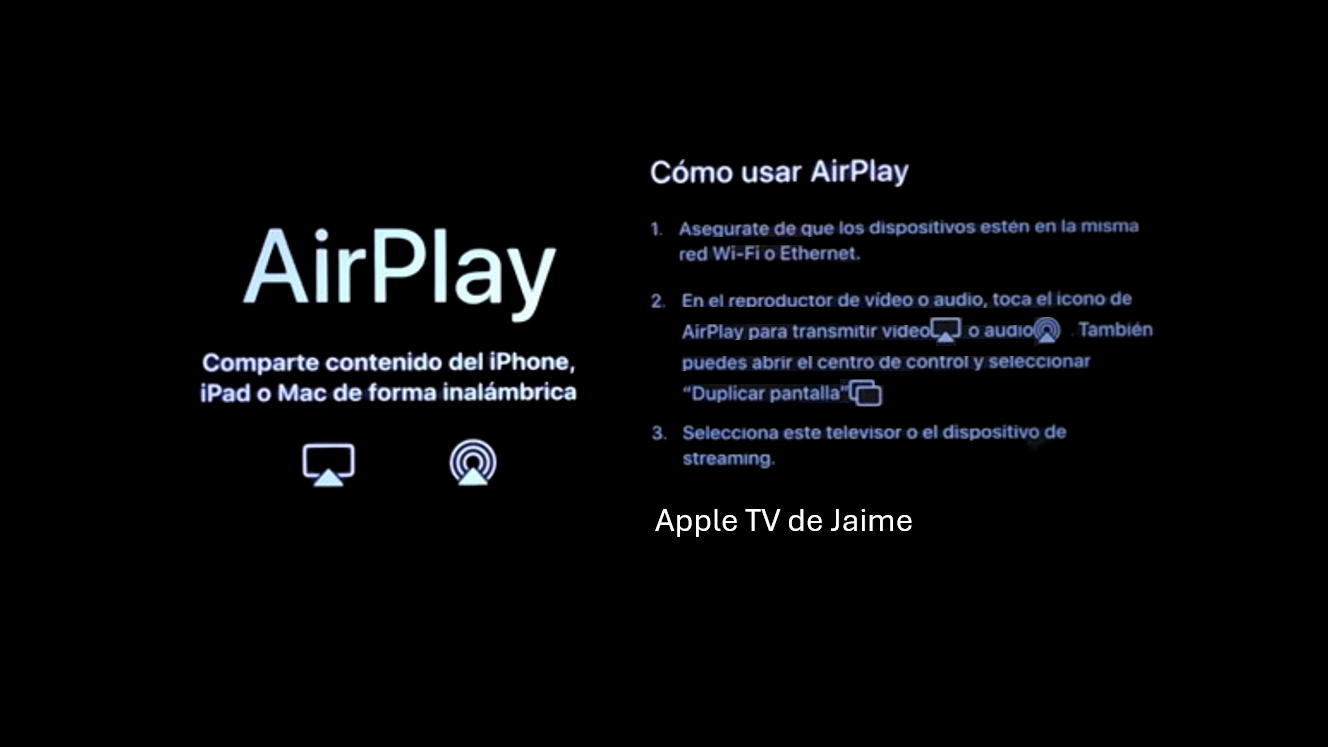 AirPlay
Comparte contenido del iPhone,
iPad o Mac de forma inalámbrica
Cómo usar AirPlay
1. Asegúrate de que los dispositivos estén en la misma
red Wi-Fi o Ethernet.
2. En el reproductor de vídeo o audio, toca el icono de
AirPlay para transmitir vídeo o audio . También
puedes abrir el centro de control y seleccionar
“Duplicar pantalla”
3. Selecciona este televisor o el dispositivo de
streaming.
Apple TV de Jaime